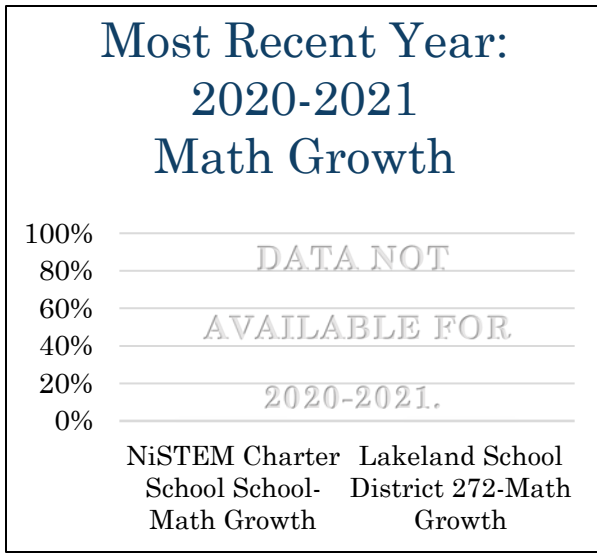 Most Recent Year:
2020-2021
Math Growth
100%
80%
60%
40%
20%
0%
DATA NOT
AVAILABLE FOR
2020-2021.
NiSTEM Charter
School School-
Math Growth
Lakeland School
District 272-Math
Growth